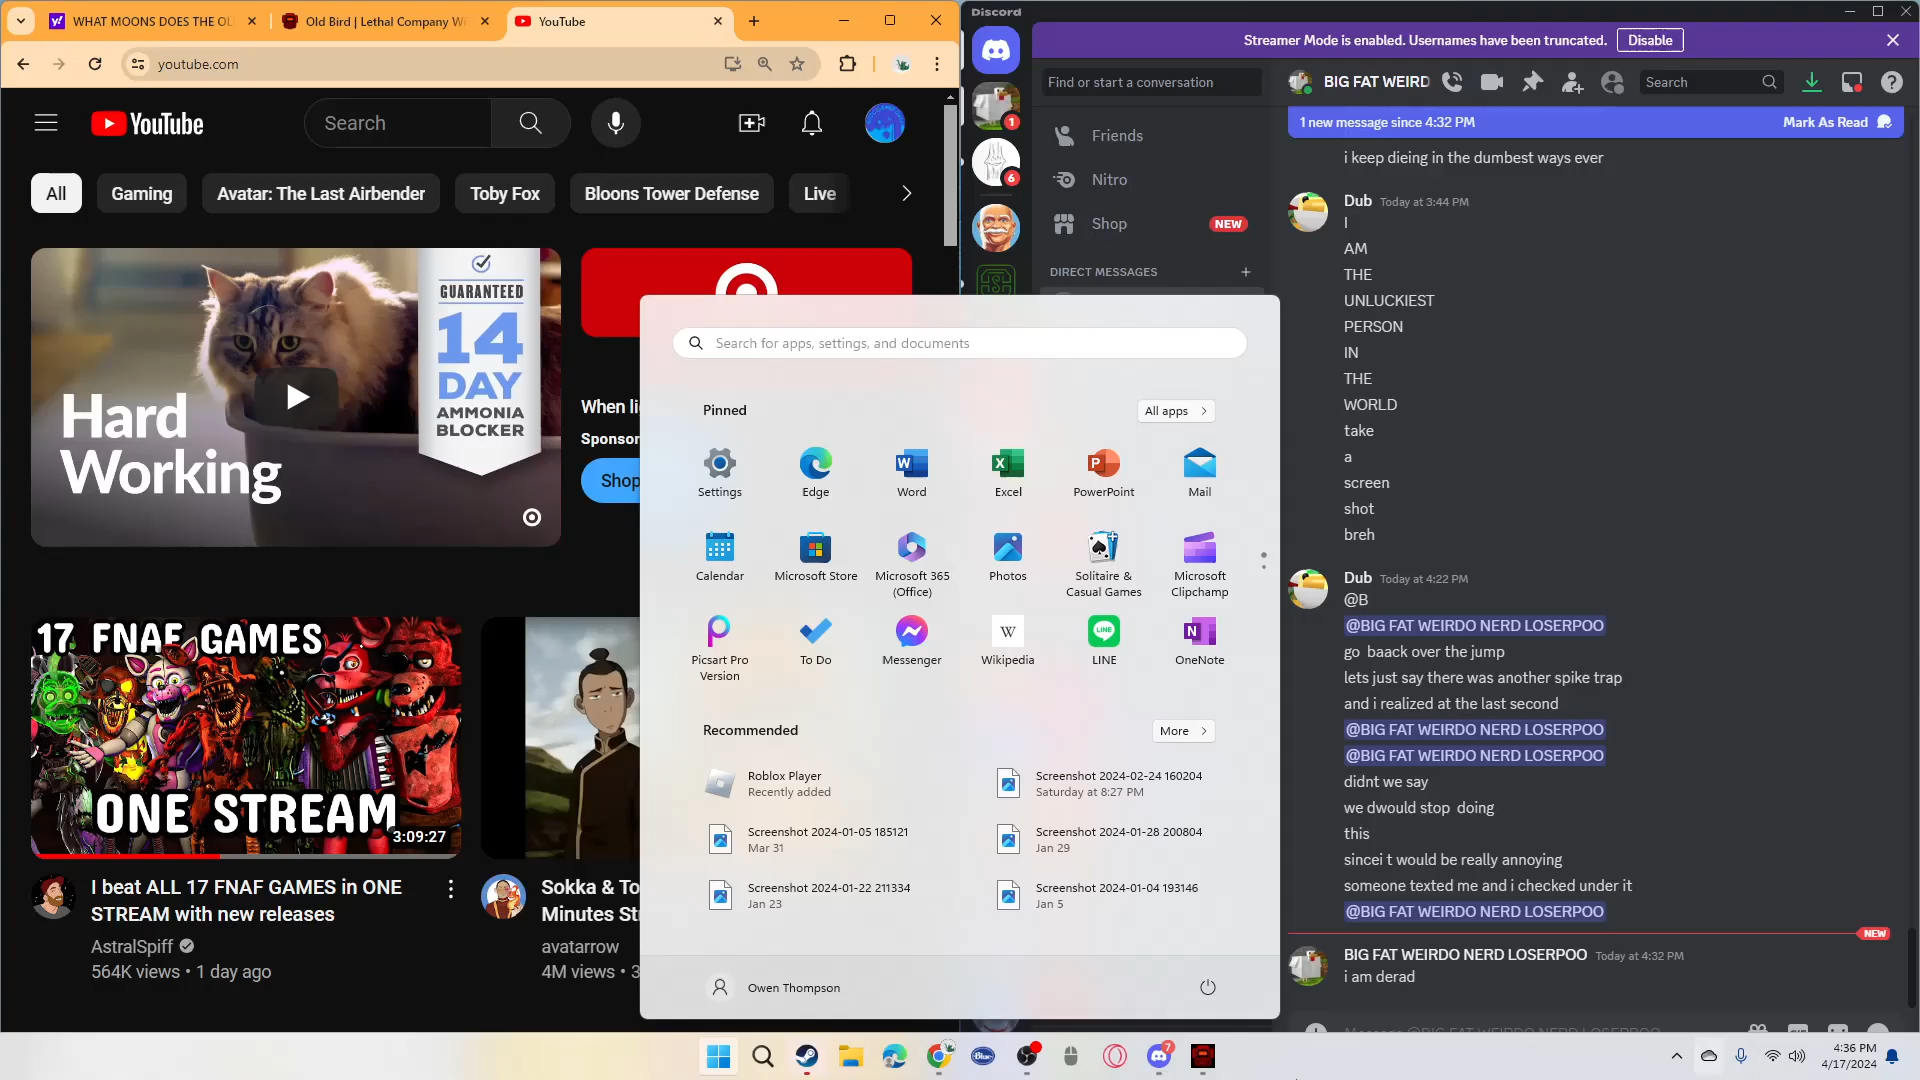 WHAT MOONS DOES THE OL
Old Bird | Lethal Company W
YouTube
youtube.com
YouTube
Search
All
Gaming
Avatar: The Last Airbender
Toby Fox
Bloons Tower Defense
Live
GUARANTEED
14
DAY
AMMONIA
BLOCKER
Hard
Working
When li
Sponsor
Shop
17 FNAF GAMES
ONE STREAM
3:09:27
I beat ALL 17 FNAF GAMES in ONE
STREAM with new releases
AstralSpiff
564K views • 1 day ago
Sokka & To
Minutes St
avatarrow
4M views • 3
Search for apps, settings, and documents
Pinned
All apps
Settings
Edge
Word
Excel
PowerPoint
Mail
Calendar
Microsoft Store
Microsoft 365
(Office)
Photos
Solitaire &
Casual Games
Microsoft
Clipchamp
Picsart Pro
Version
To Do
Messenger
Wikipedia
LINE
OneNote
Recommended
More
Roblox Player
Recently added
Screenshot 2024-02-24 160204
Saturday at 8:27 PM
Screenshot 2024-01-05 185121
Mar 31
Screenshot 2024-01-28 200804
Jan 29
Screenshot 2024-01-22 211334
Jan 23
Screenshot 2024-01-04 193146
Jan 5
Owen Thompson
Discord
Streamer Mode is enabled. Usernames have been truncated.
Disable
Find or start a conversation
BIG FAT WEIRD
Search
1
6
Friends
Nitro
Shop
NEW
DIRECT MESSAGES
1 new message since 4:32 PM
Mark As Read
i keep dieing in the dumbest ways ever
Dub Today at 3:44 PM
I
AM
THE
UNLUCKIEST
PERSON
IN
THE
WORLD
take
a
screen
shot
breh
Dub Today at 4:22 PM
@B
@BIG FAT WEIRDO NERD LOSERPOO
go baack over the jump
lets just say there was another spike trap
and i realized at the last second
@BIG FAT WEIRDO NERD LOSERPOO
@BIG FAT WEIRDO NERD LOSERPOO
didnt we say
we dwould stop doing
this
sincei t would be really annoying
someone texted me and i checked under it
@BIG FAT WEIRDO NERD LOSERPOO
NEW
BIG FAT WEIRDO NERD LOSERPOO Today at 4:32 PM
i am derad
Message @BIG FAT WEIRDO NERD LOSERPOO
Blue
7
4:36 PM
4/17/2024